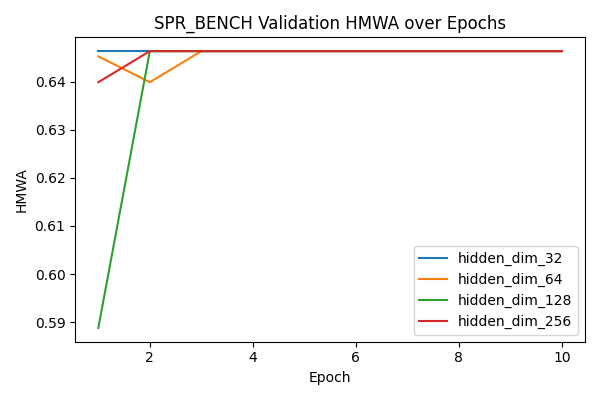 SPR_BENCH Validation HMWA over Epochs
HMWA
0.64
0.63
0.62
0.61
0.60
0.59
2
4
6
8
10
Epoch
hidden_dim_32
hidden_dim_64
hidden_dim_128
hidden_dim_256